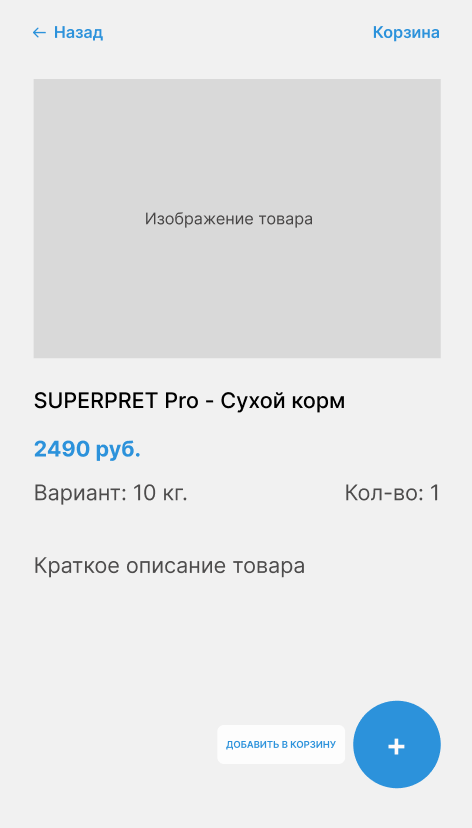 ← Назад
Корзина
Изображение товара
SUPERPRET Pro - Сухой корм
2490 руб.
Вариант: 10 кг.
Кол-во: 1
Краткое описание товара
ДОБАВИТЬ В КОРЗИНУ
+